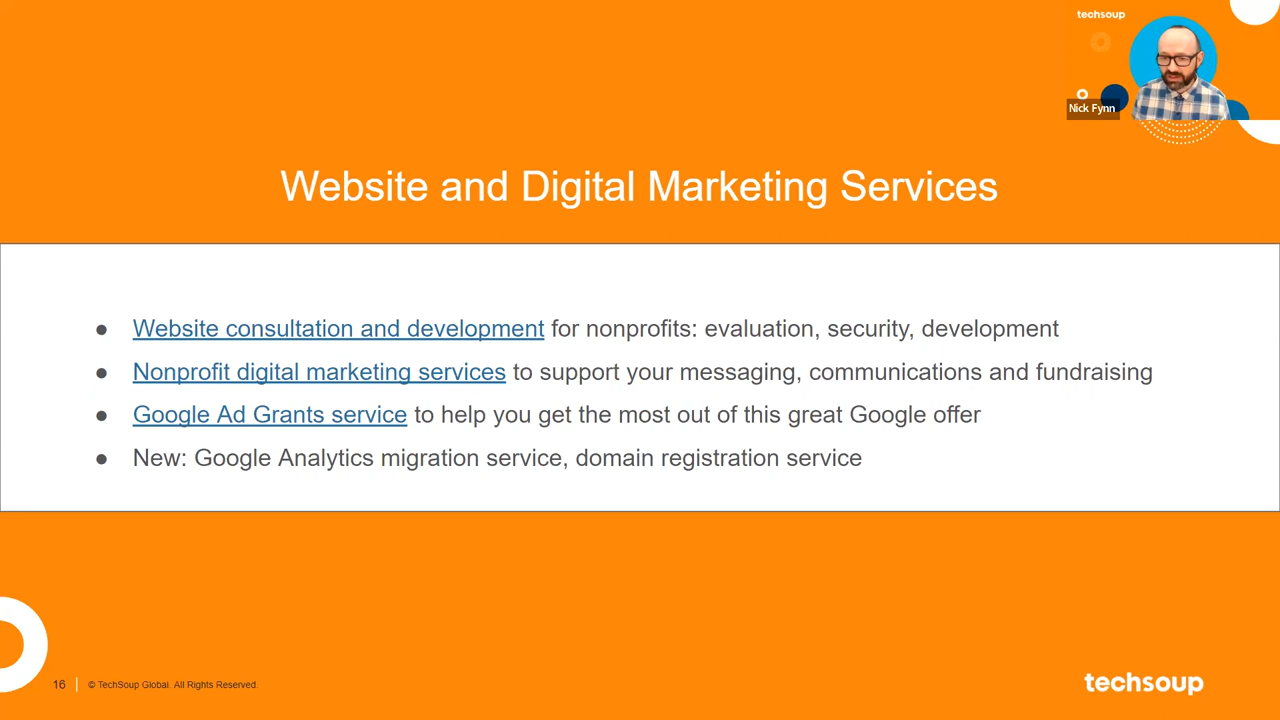 techsoup
Nick Fynn
Website and Digital Marketing Services
● Website consultation and development for nonprofits: evaluation, security, development
● Nonprofit digital marketing services to support your messaging, communications and fundraising
● Google Ad Grants service to help you get the most out of this great Google offer
● New: Google Analytics migration service, domain registration service
16 | © TechSoup Global. All Rights Reserved.
techsoup